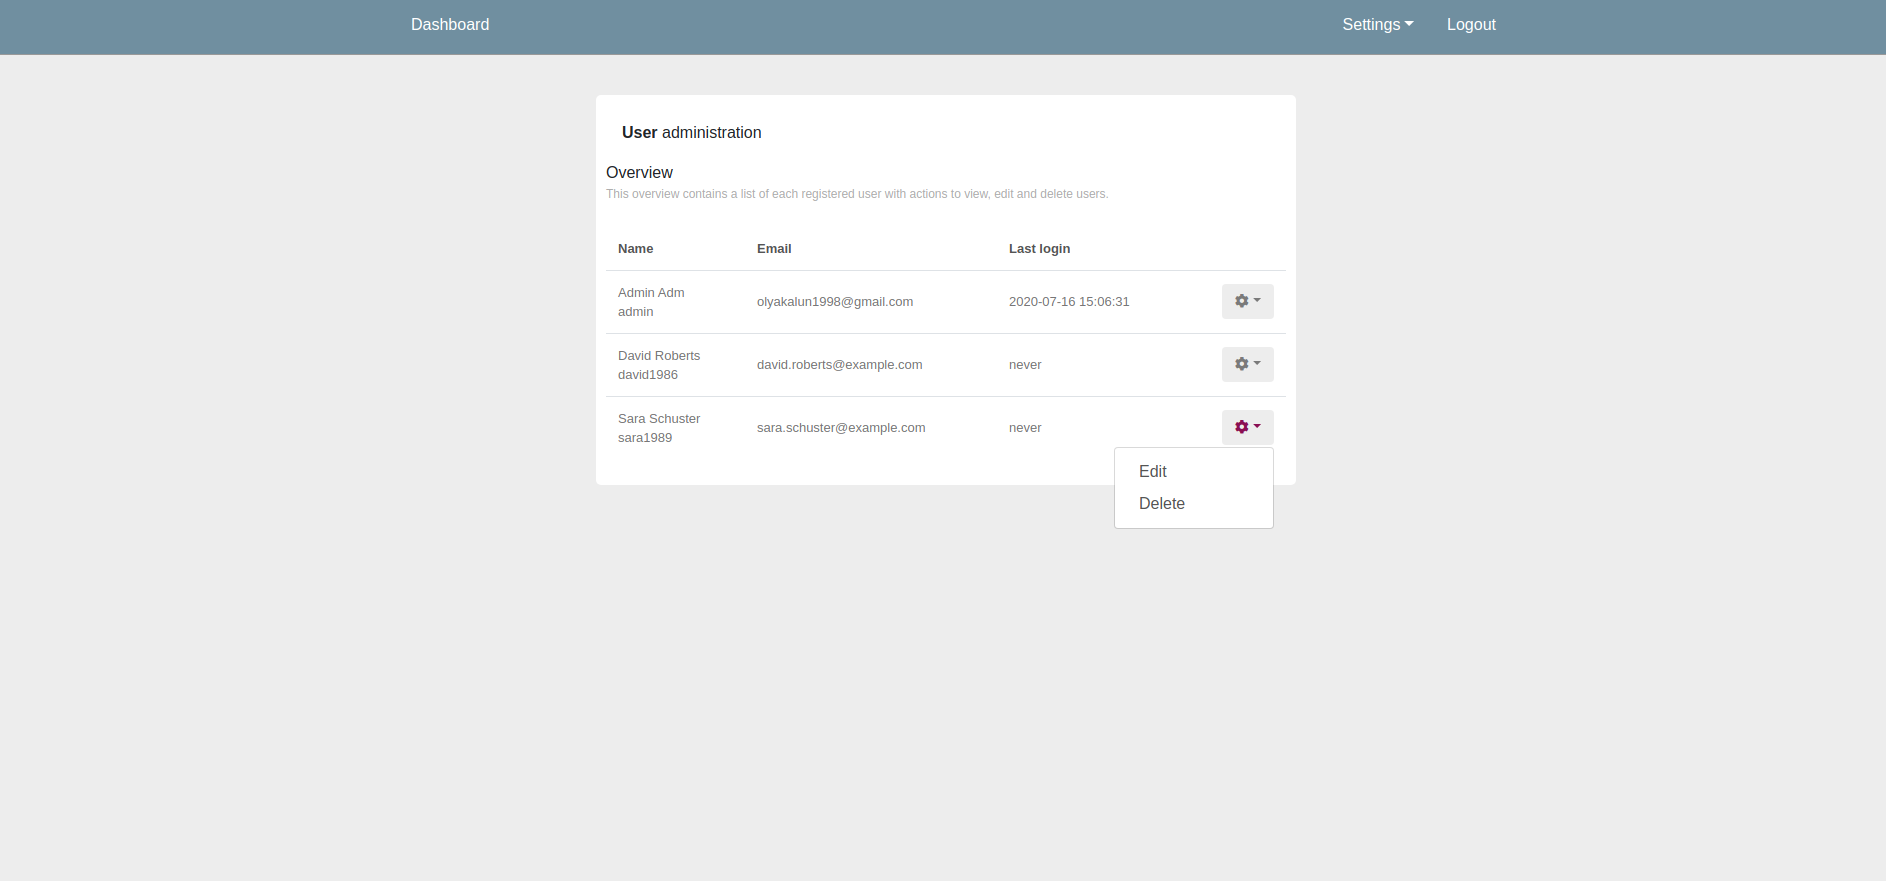 Dashboard Settings Logout
User administration
Overview
This overview contains a list of each registered user with actions to view, edit and delete users.
Name Email Last login
Admin Adm
admin
olyakalun1998@gmail.com 2020-07-16 15:06:31
David Roberts
david1986
david.roberts@example.com never
Sara Schuster
sara1989
sara.schuster@example.com never
Edit
Delete